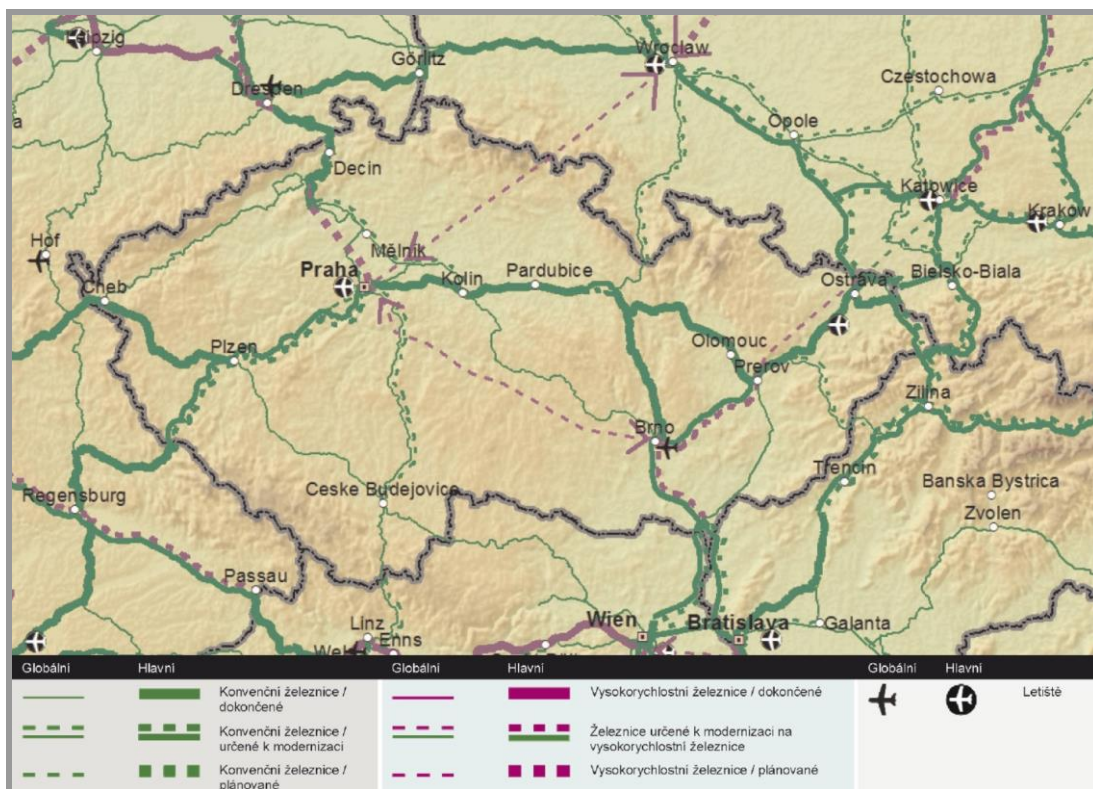 Leipzig
Wroclaw
Görlitz
Czestochowa
Dresden
Opole
Decin
Katowice
Krakow
Hof
Mělník
Praha
Kolin
Pardubice
Ostrava
Bielsko-Biala
Cheb
Plzen
Olomouc
Prerov
Zilina
Brno
Trencin
Regensburg
Ceske Budejovice
Banska Bystrica
Zvolen
Passau
Linz
Enns
Wien
Bratislava
Galanta
Globální Hlavní Globální Hlavní Globální Hlavní
Konvenční železnice /
dokončené
Vysokorychlostní železnice / dokončené
Letiště
Konvenční železnice /
určené k modernizaci
Železnice určené k modernizaci na
vysokorychlostní železnice
Konvenční železnice /
plánované
Vysokorychlostní železnice / plánované